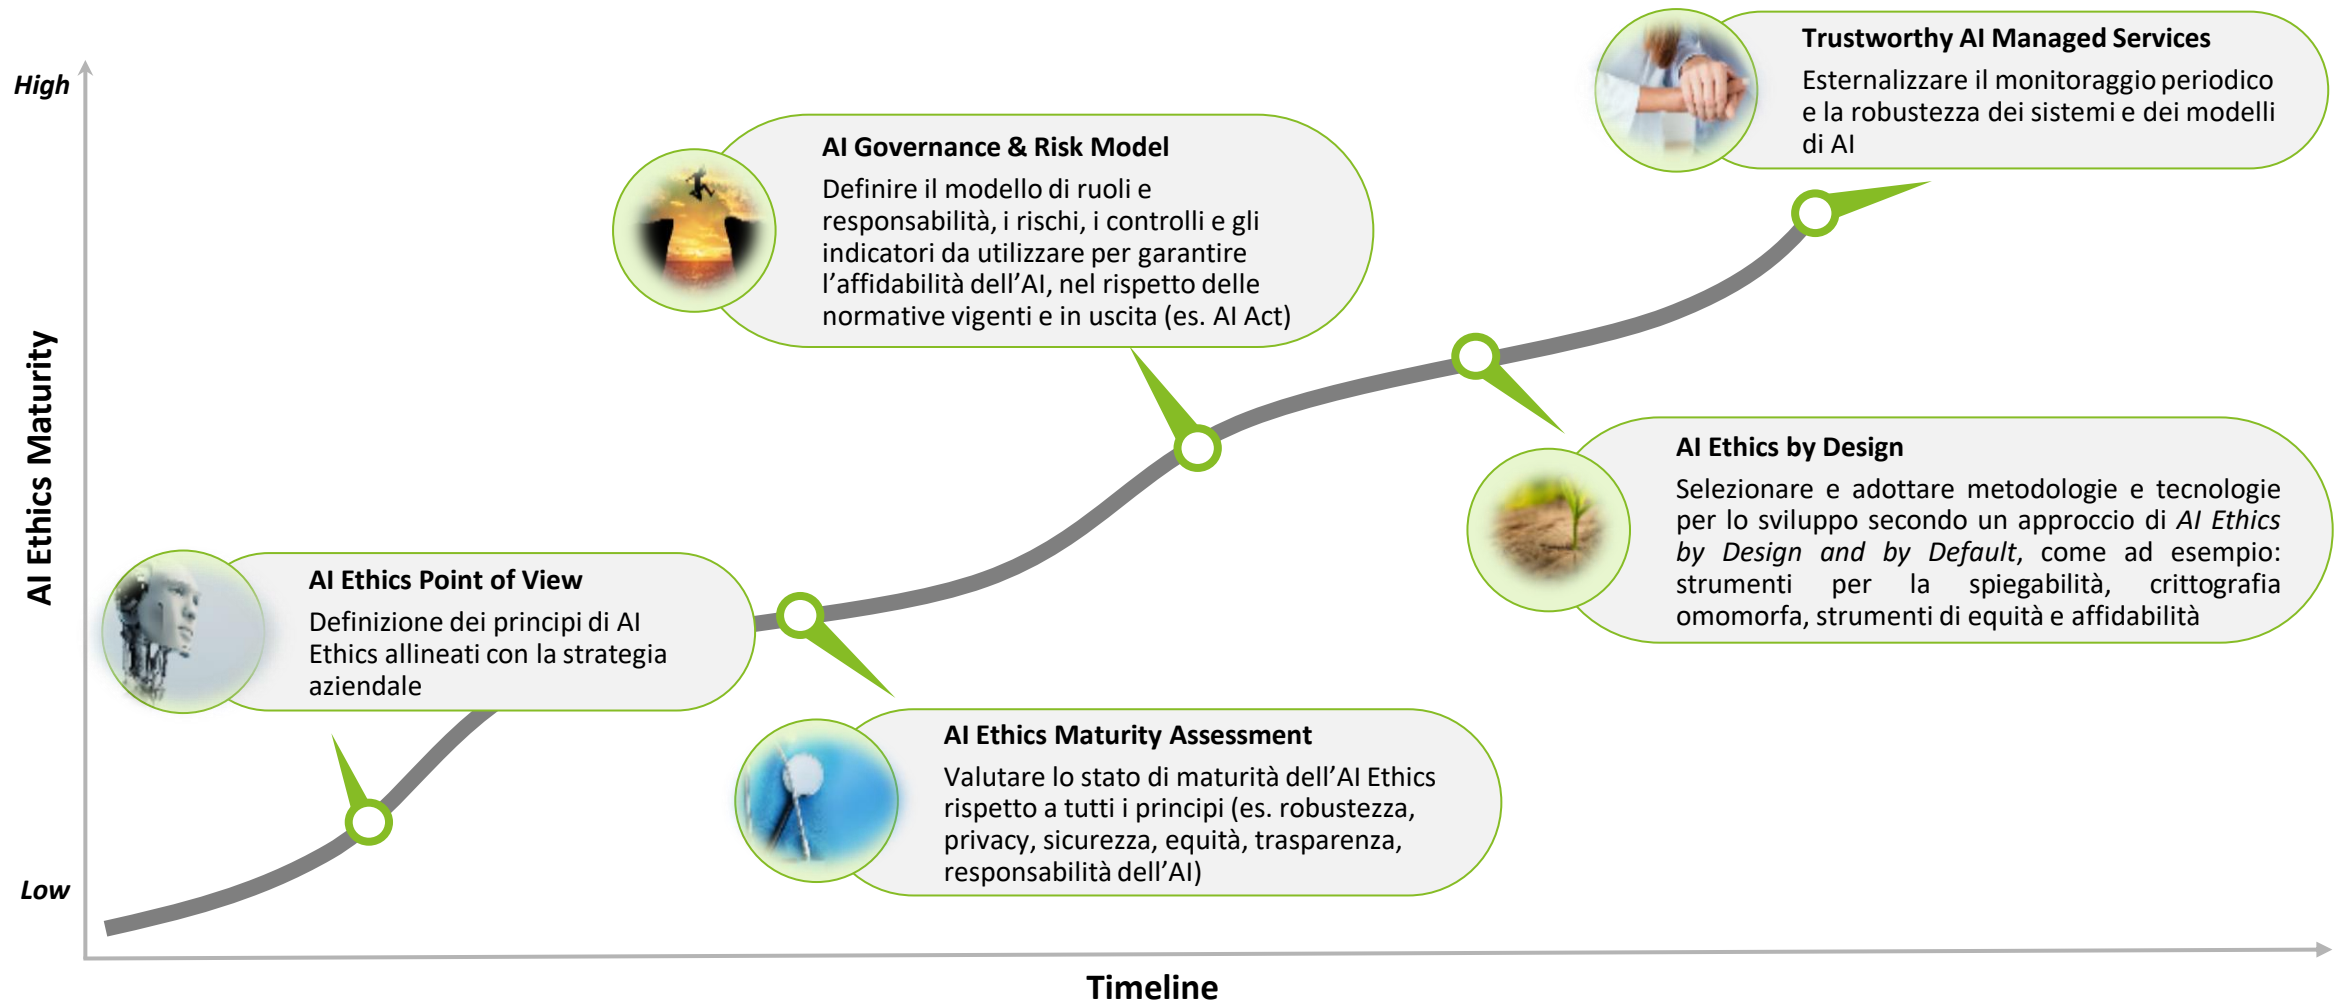 High
AI Ethics Maturity
Low
Timeline
AI Ethics Point of View
Definizione dei principi di AI
Ethics allineati con la strategia
aziendale
AI Ethics Maturity Assessment
Valutare lo stato di maturità dell’AI Ethics
rispetto a tutti i principi (es. robustezza,
privacy, sicurezza, equità, trasparenza,
responsabilità dell’AI)
AI Governance & Risk Model
Definire il modello di ruoli e
responsabilità, i rischi, i controlli e gli
indicatori da utilizzare per garantire
l’affidabilità dell’AI, nel rispetto delle
normative vigenti e in uscita (es. AI Act)
AI Ethics by Design
Selezionare e adottare metodologie e tecnologie
per lo sviluppo secondo un approccio di AI Ethics
by Design and by Default, come ad esempio:
strumenti per la spiegabilità, crittografia
omomorfa, strumenti di equità e affidabilità
Trustworthy AI Managed Services
Esternalizzare il monitoraggio periodico
e la robustezza dei sistemi e dei modelli
di AI